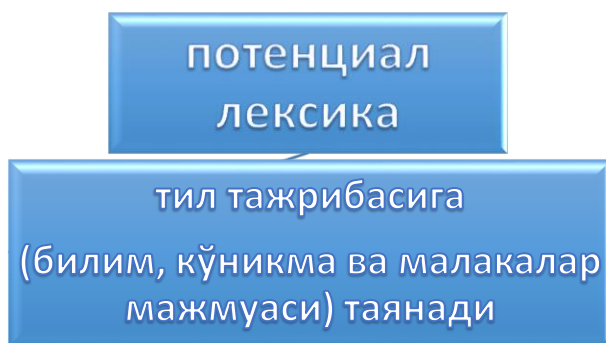 потенциал
лексика
тил тажрибасига
(билим, кўникма ва малакалар
мажмуаси) таянади